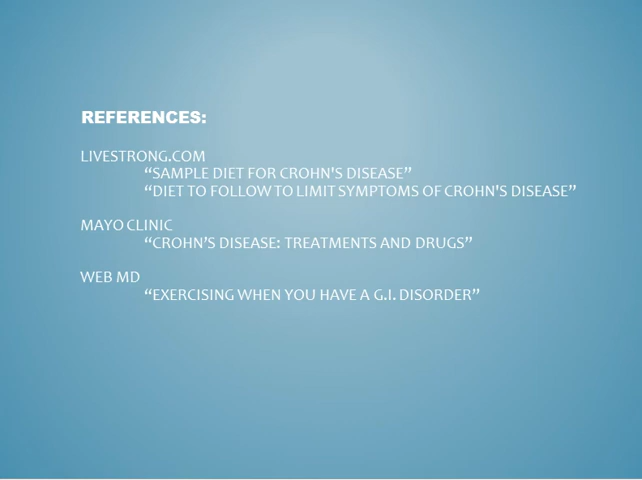 REFERENCES:
LIVESTRONG.COM
“SAMPLE DIET FOR CROHN'S DISEASE”
“DIET TO FOLLOW TO LIMIT SYMPTOMS OF CROHN'S DISEASE”
MAYO CLINIC
“CROHN’S DISEASE: TREATMENTS AND DRUGS”
WEB MD
“EXERCISING WHEN YOU HAVE A G.I. DISORDER”